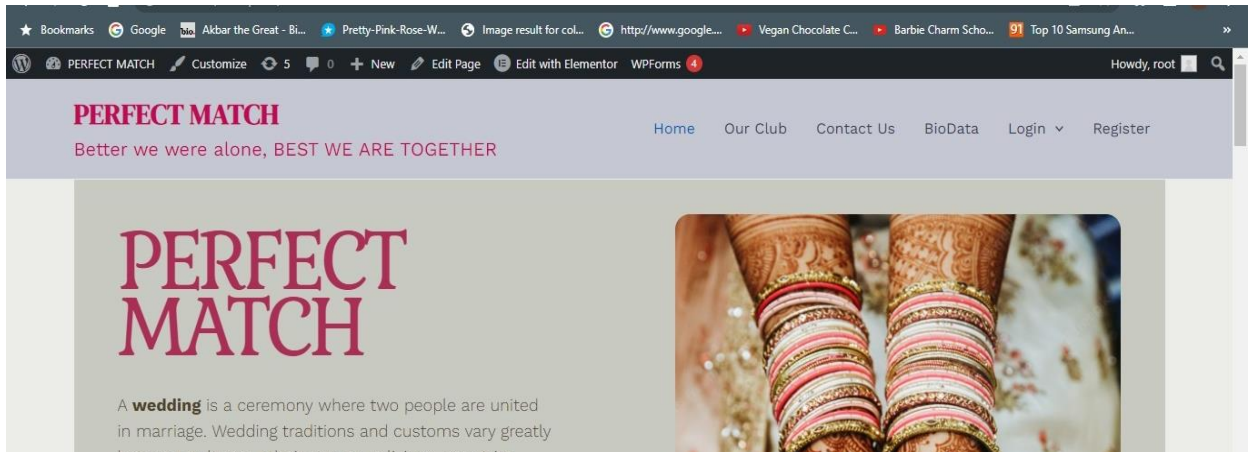 Bookmarks Google bio. Akbar the Great - Bi... Pretty-Pink-Rose-W... Image result for col... http://www.google.... Vegan Chocolate C... Barbie Charm Scho... 91 Top 10 Samsung An... »
PERFECT MATCH Customize 5 0 + New Edit Page Edit with Elementor WPForms 4 Howdy, root
PERFECT MATCH
Better we were alone, BEST WE ARE TOGETHER
Home Our Club Contact Us BioData Login Register
PERFECT
MATCH
A wedding is a ceremony where two people are united
in marriage. Wedding traditions and customs vary greatly